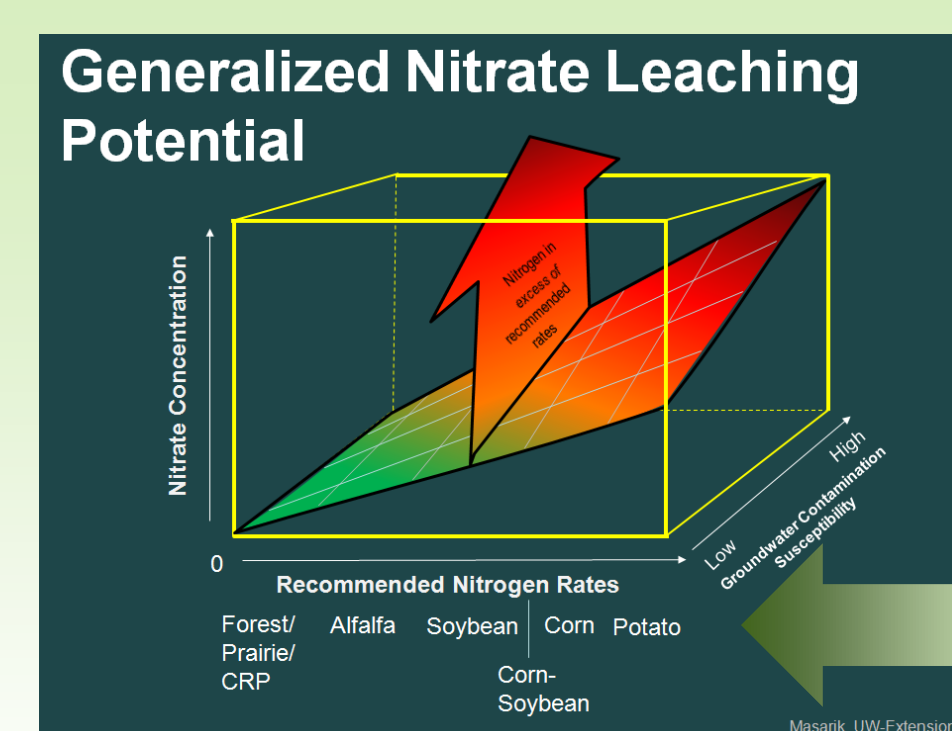 Generalized Nitrate Leaching
Potential
Nitrogen in
excess of
recommended
rates
Nitrate Concentration
High
Low
Groundwater Contamination
Susceptibility
0
Recommended Nitrogen Rates
Forest/
Prairie/
CRP
Alfalfa
Soybean
Corn
Potato
Corn-
Soybean
Masarik, UW-Extension